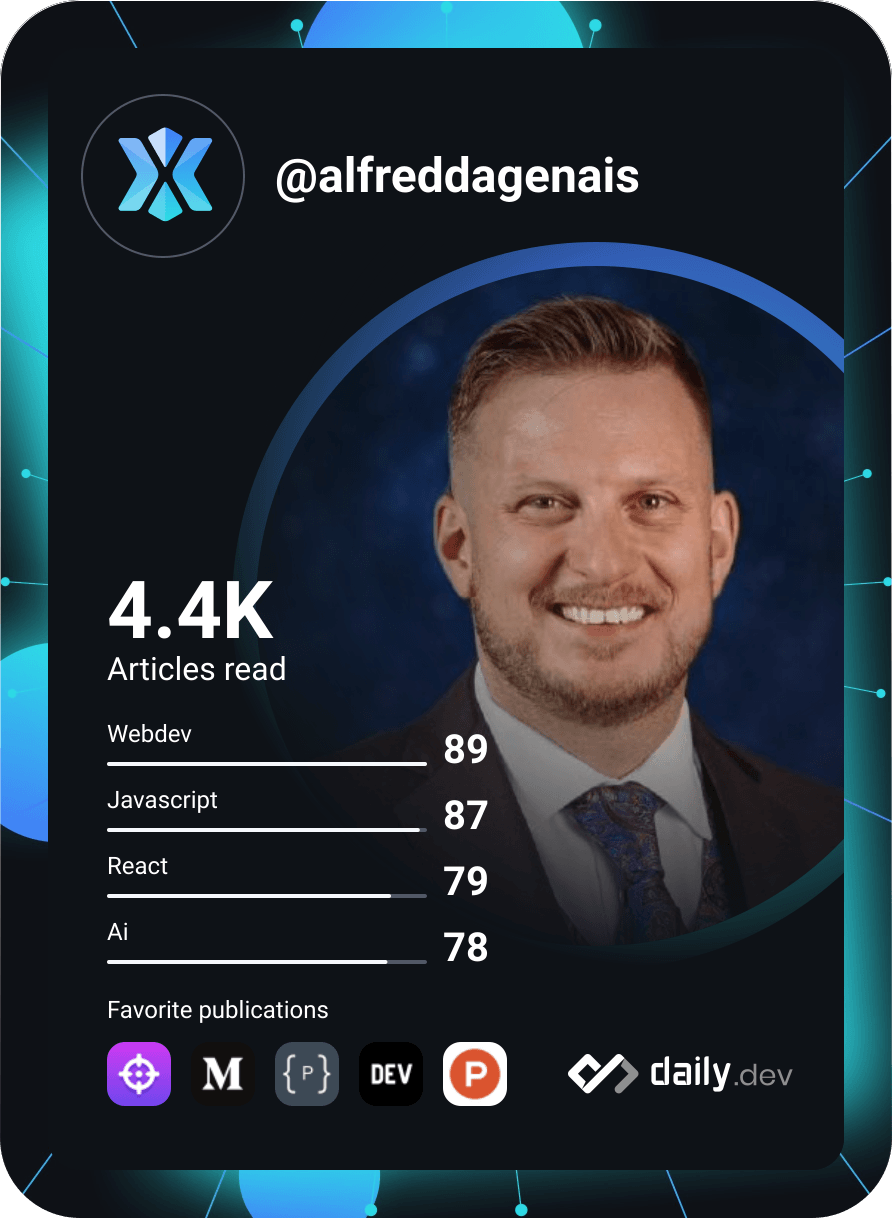 @alfreddagenais
4.4K
Articles read
Webdev
89
Javascript
87
React
79
Ai
78
Favorite publications
M
{P}
DEV
P
daily.dev